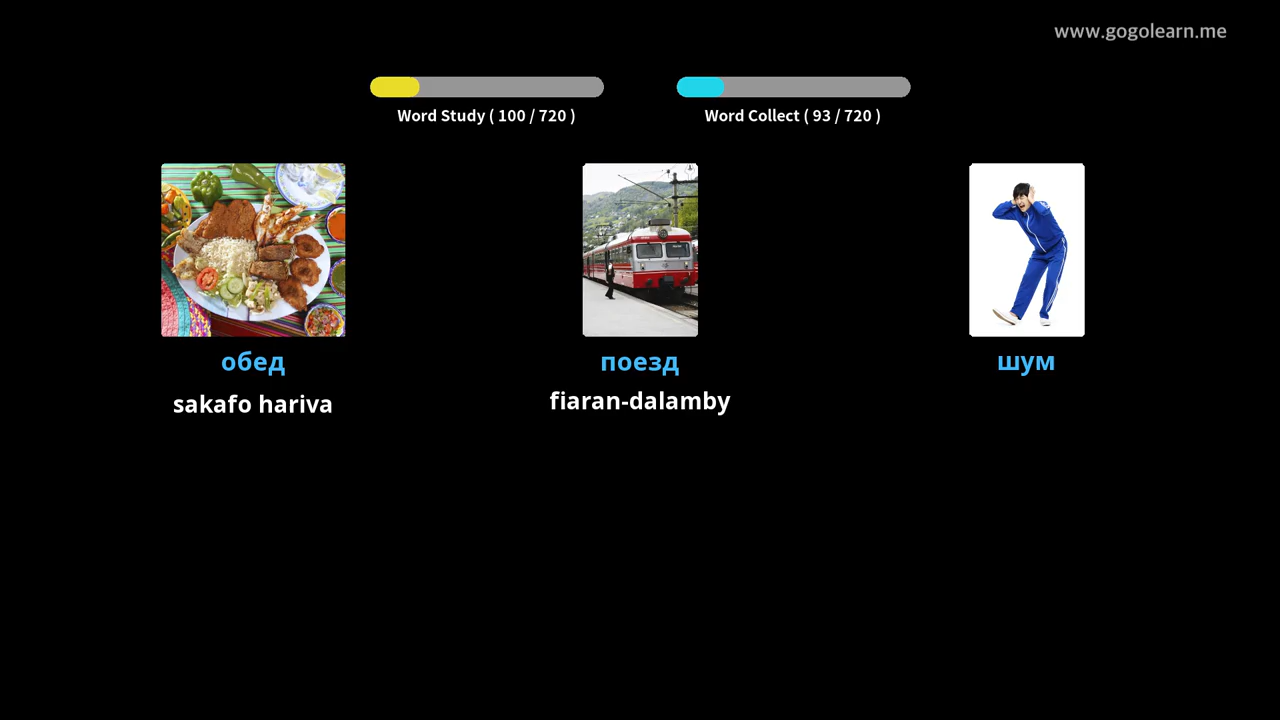 www.gogolearn.me
Word Study ( 100 / 720 )
Word Collect ( 93 / 720 )
обед
поезд
шум
sakafo hariva
fiaran-dalamby